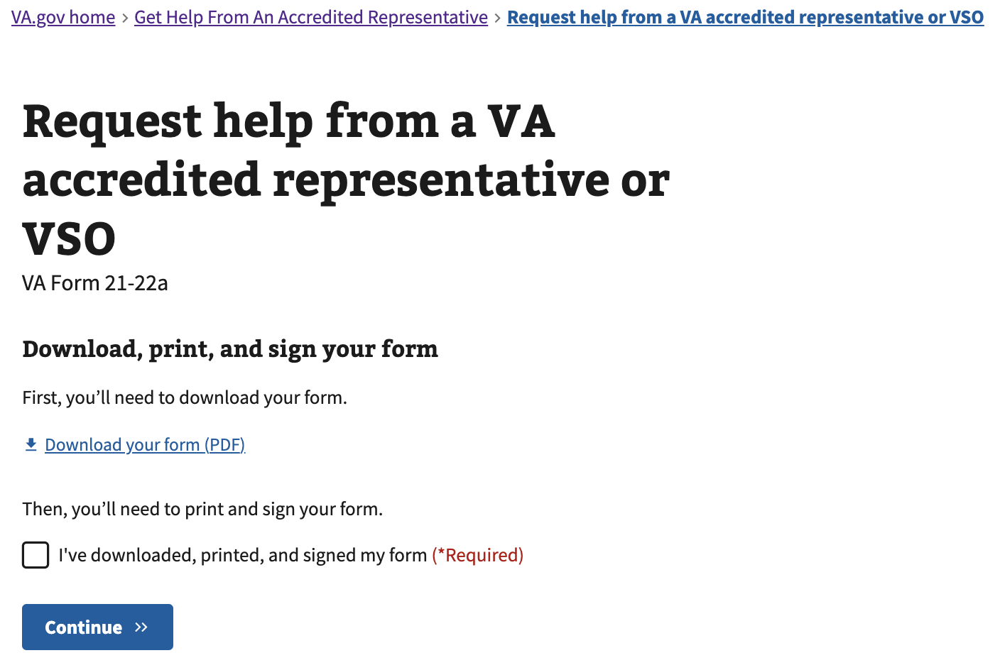 VA.gov home › Get Help From An Accredited Representative › Request help from a VA accredited representative or VSO
Request help from a VA
accredited representative or
VSO
VA Form 21-22a
Download, print, and sign your form
First, you’ll need to download your form.
Download your form (PDF)
Then, you’ll need to print and sign your form.
I've downloaded, printed, and signed my form (*Required)
Continue